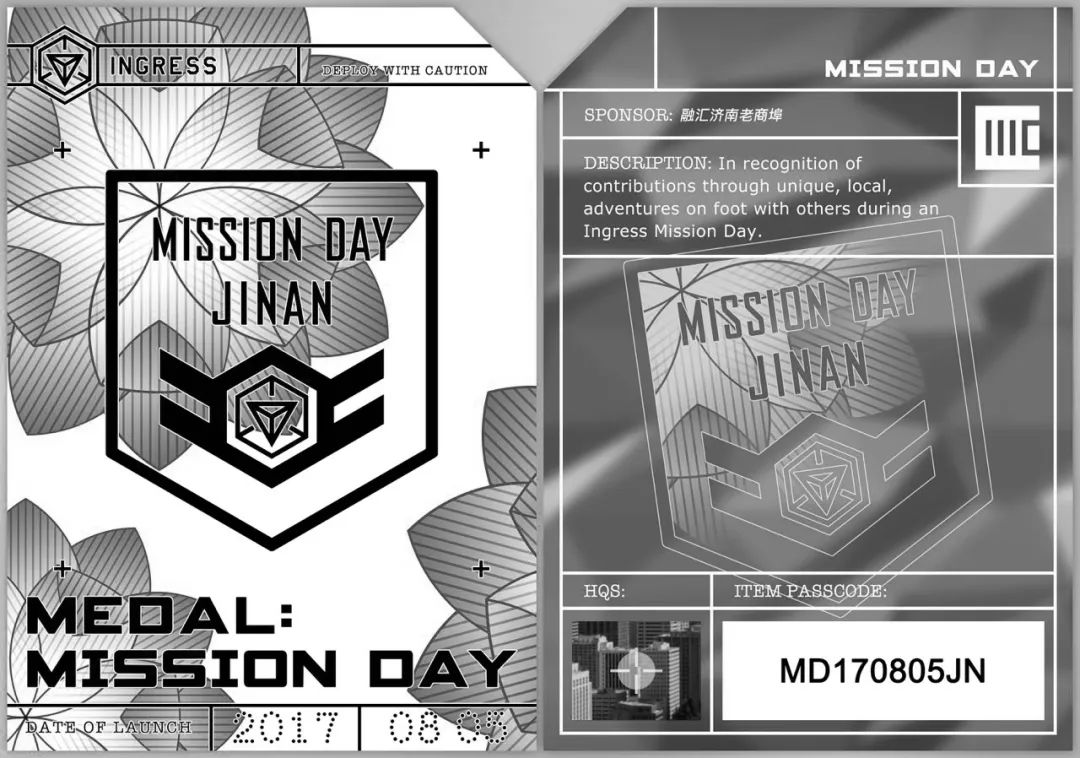 INGRESS
DEPLOY WITH CAUTION
MISSION DAY
JINAN
MEDAL:
MISSION DAY
DATE OF LAUNCH
2017
08 05
MISSION DAY
SPONSOR: 融汇济南老商埠
DESCRIPTION: In recognition of
contributions through unique, local,
adventures on foot with others during an
Ingress Mission Day.
MISSION DAY
JINAN
HQS:
ITEM PASSCODE:
MD170805JN